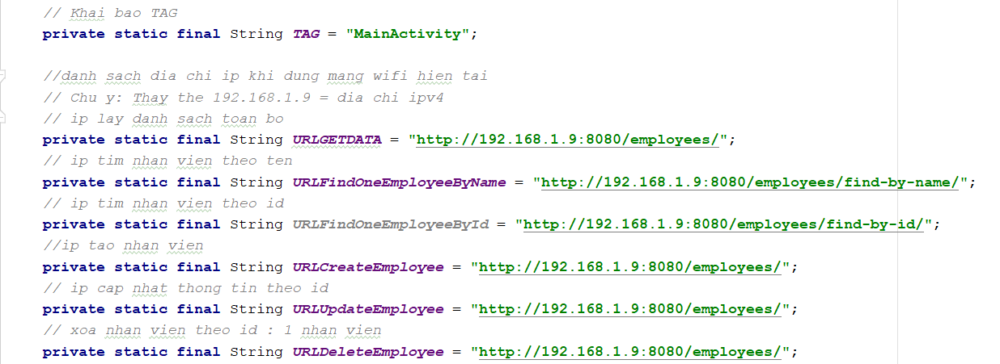 // Khai bao TAG
private static final String TAG = "MainActivity";
//danh sach dia chi ip khi dung mang wifi hien tai
// Chu y: Thay the 192.168.1.9 = dia chi ipv4
// ip lay danh sach toan bo
private static final String URLGETDATA = "http://192.168.1.9:8080/employees/";
// ip tim nhan vien theo ten
private static final String URLFindOneEmployeeByName = "http://192.168.1.9:8080/employees/find-by-name/";
// ip tim nhan vien theo id
private static final String URLFindOneEmployeeById = "http://192.168.1.9:8080/employees/find-by-id/";
//ip tao nhan vien
private static final String URLCreateEmployee = "http://192.168.1.9:8080/employees/";
// ip cap nhat thong tin theo id
private static final String URLUpdateEmployee = "http://192.168.1.9:8080/employees/";
// xoa nhan vien theo id : 1 nhan vien
private static final String URLDeleteEmployee = "http://192.168.1.9:8080/employees/";